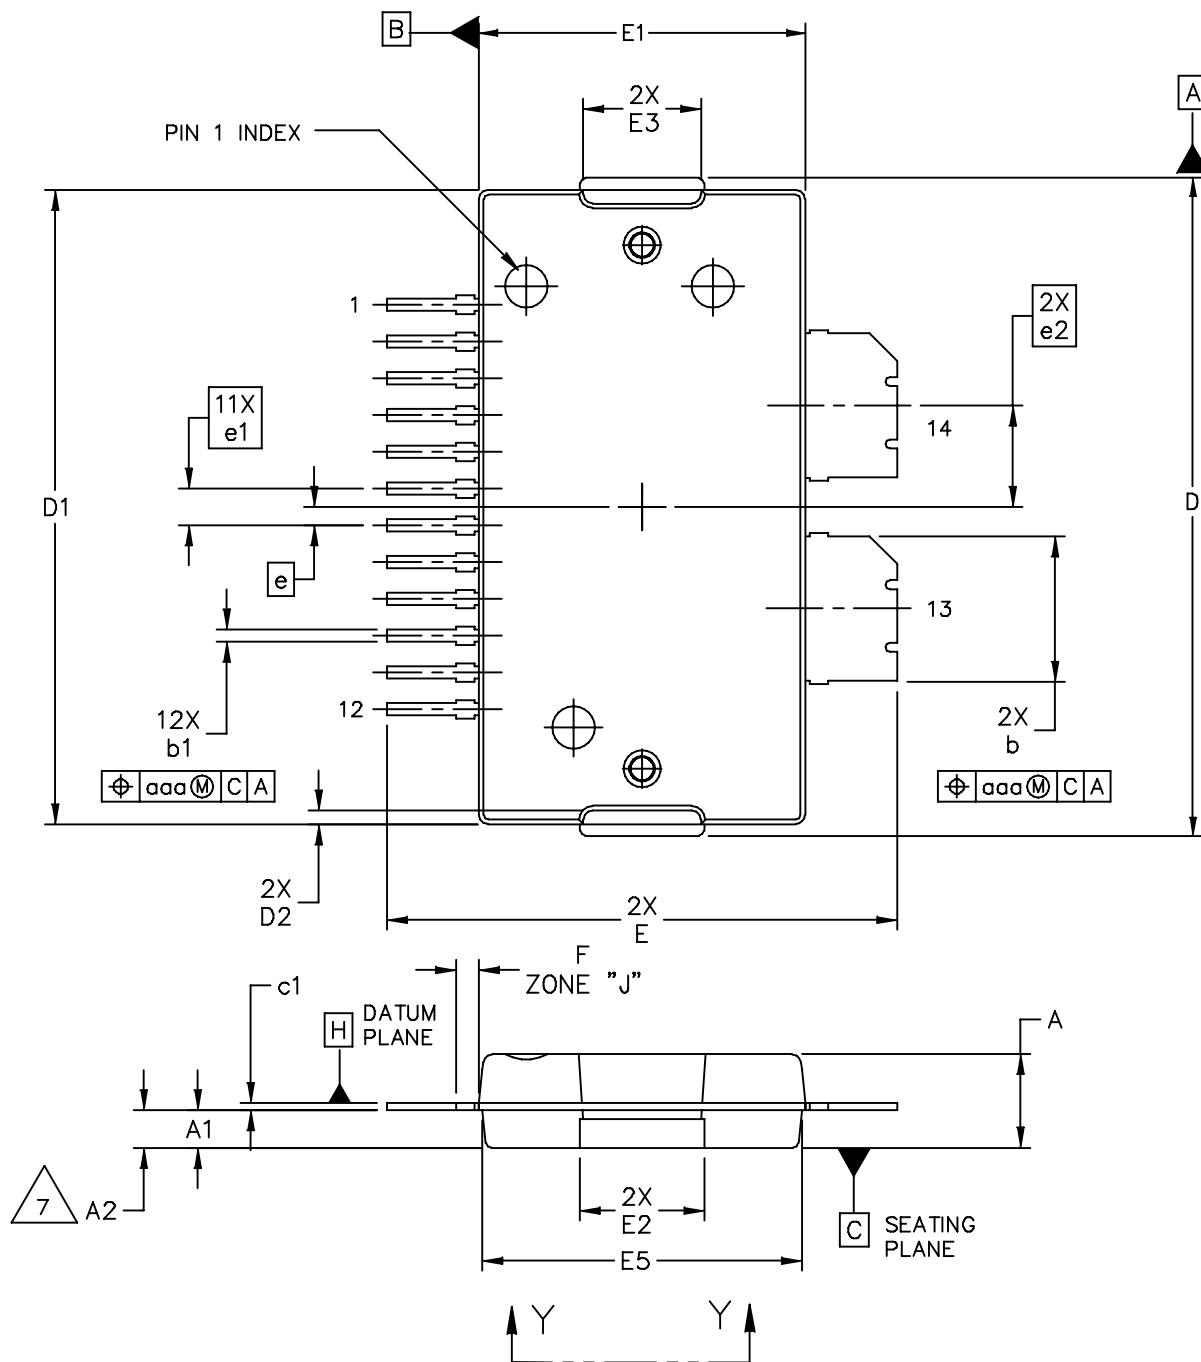 B
E1
2X
E3
A
PIN 1 INDEX
1
2X
e2
11X
e1
14
D1
D
e
13
12
12X
b1
2X
b
⌖ aaa Ⓜ C A
⌖ aaa Ⓜ C A
2X
D2
2X
E
F
ZONE "J"
c1
H
DATUM
PLANE
A
A1
7
A2
2X
E2
C
SEATING
PLANE
E5
Y
Y